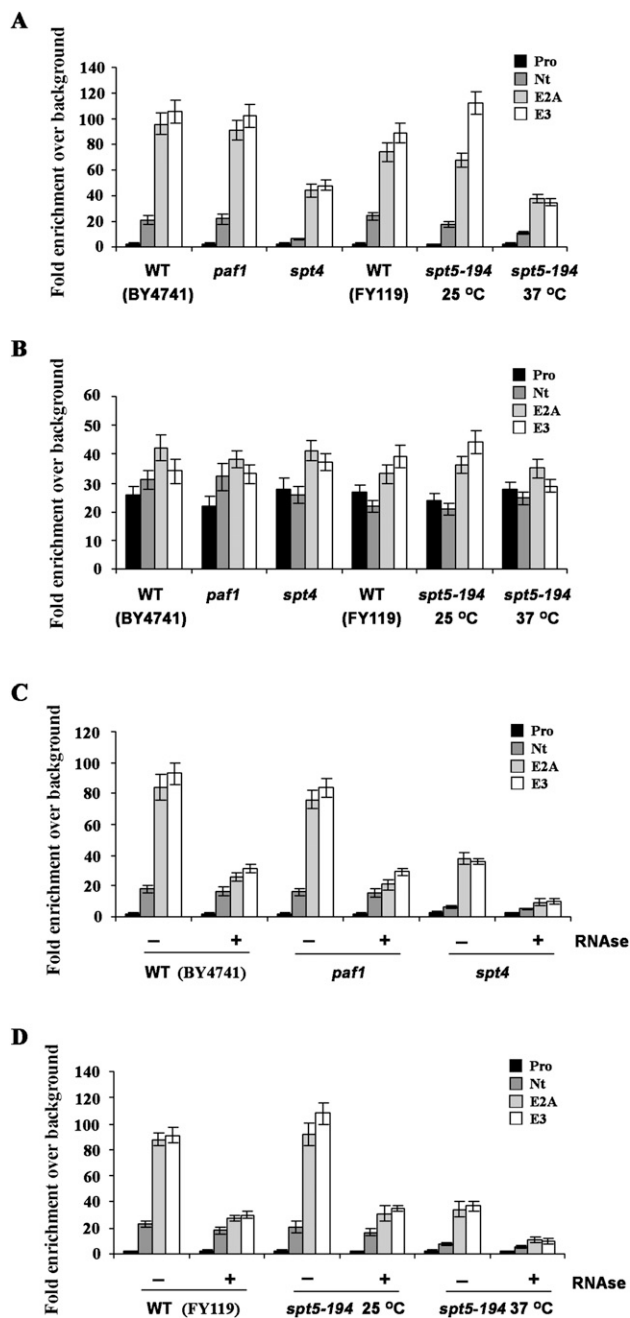 A
Fold enrichment over background
140
120
100
80
60
40
20
0
Pro
Nt
E2A
E3
WT paf1 spt4 WT spt5-194 spt5-194
(BY4741) (FY119) 25 °C 37 °C
B
Fold enrichment over background
60
50
40
30
20
10
0
Pro
Nt
E2A
E3
WT paf1 spt4 WT spt5-194 spt5-194
(BY4741) (FY119) 25 °C 37 °C
C
Fold enrichment over background
120
100
80
60
40
20
0
Pro
Nt
E2A
E3
– + – + – + RNAse
WT (BY4741) paf1 spt4
D
Fold enrichment over background
140
120
100
80
60
40
20
0
Pro
Nt
E2A
E3
– + – + – + RNAse
WT (FY119) spt5-194 25 °C spt5-194 37 °C